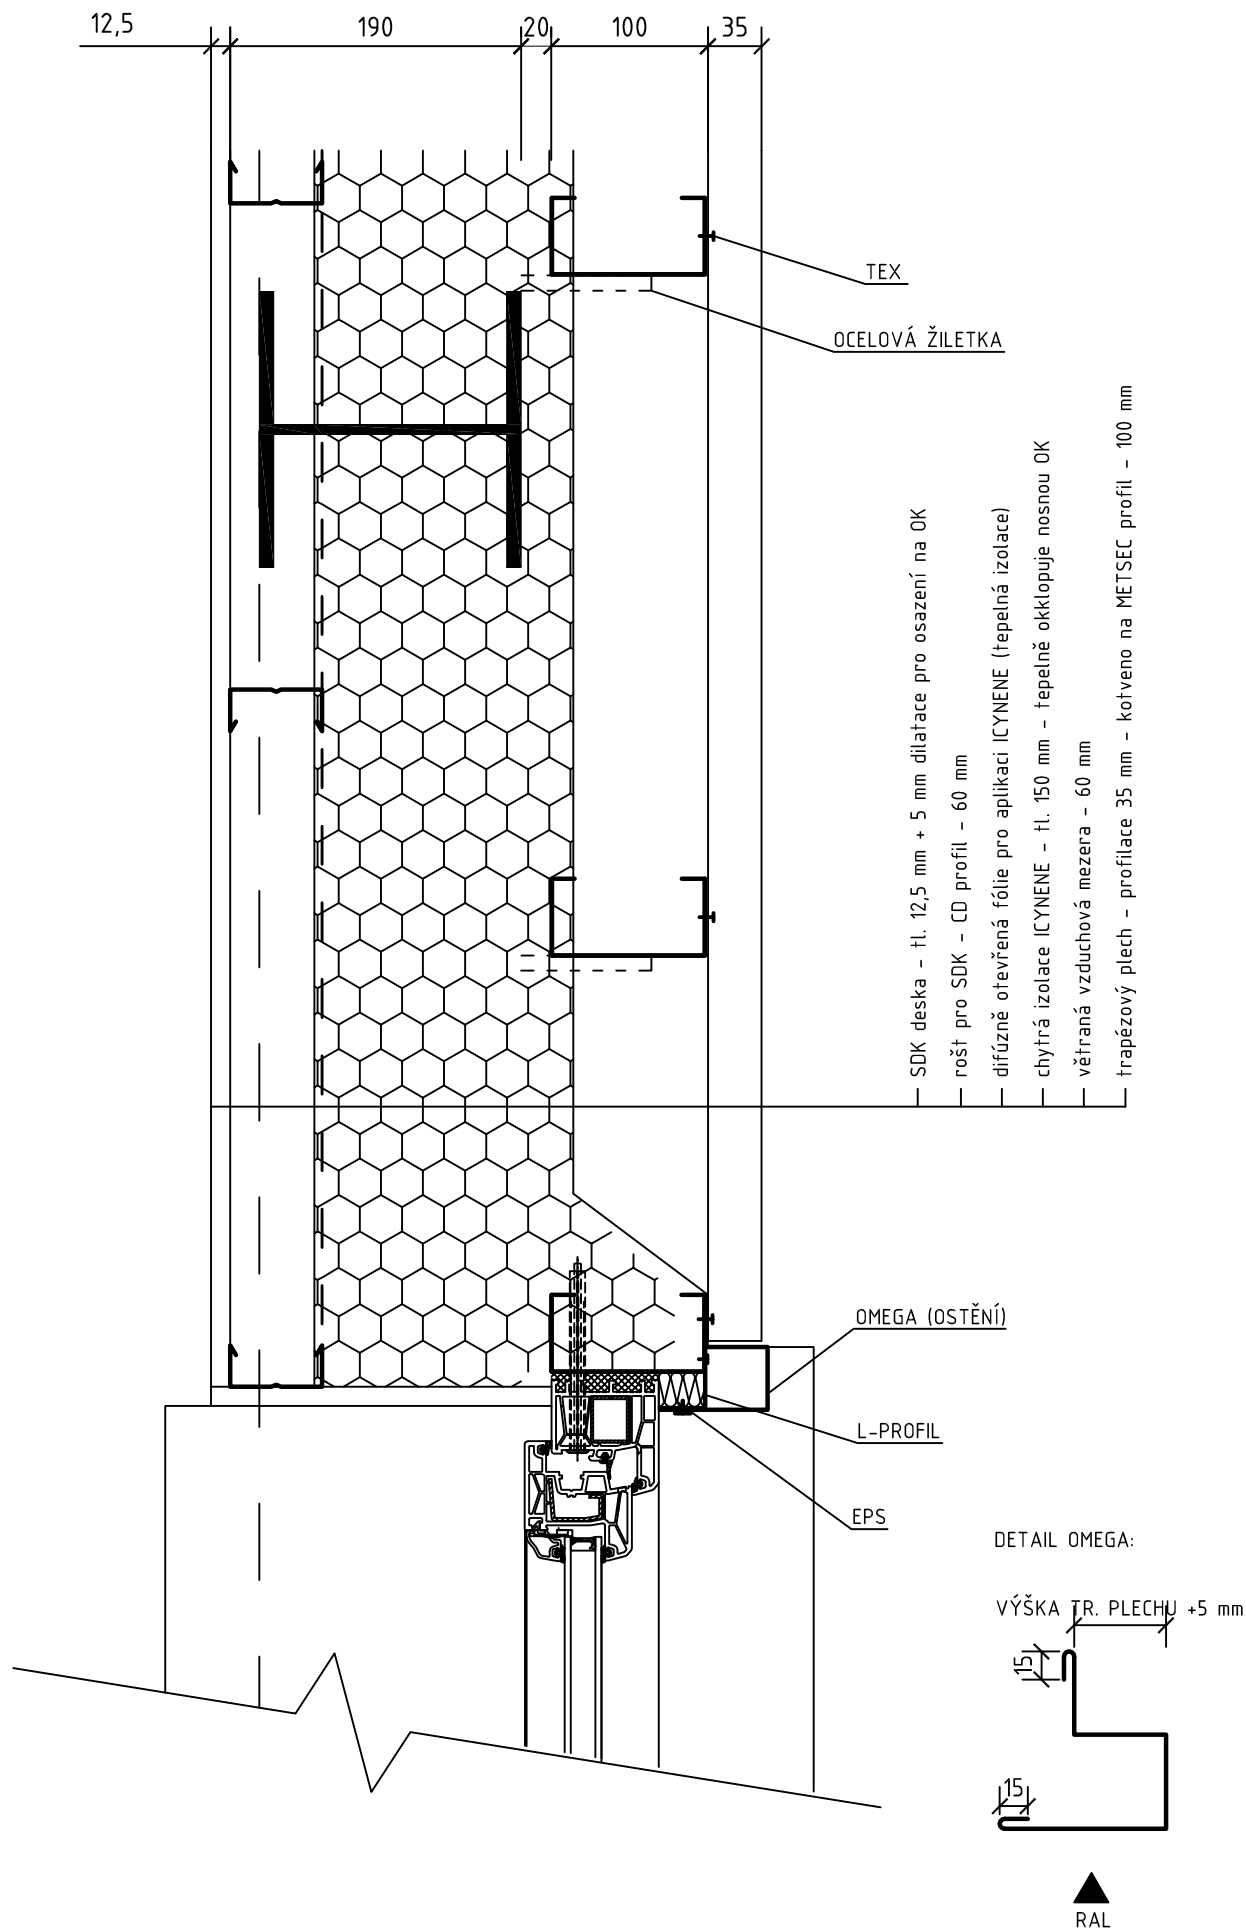 12,5
190
20
100
35
TEX
OCELOVÁ ŽILETKA
SDK deska - tl. 12,5 mm + 5 mm dilatace pro osazení na OK
rošt pro SDK - CD profil - 60 mm
difúzně otevřená fólie pro aplikaci ICYNENE (tepelná izolace)
chytrá izolace ICYNENE - tl. 150 mm - tepelně okklopuje nosnou OK
větraná vzduchová mezera - 60 mm
trapézový plech - profilace 35 mm - kotveno na METSEC profil - 100 mm
OMEGA (OSTĚNÍ)
L-PROFIL
EPS
DETAIL OMEGA:
VÝŠKA TR. PLECHU +5 mm
15
15
RAL